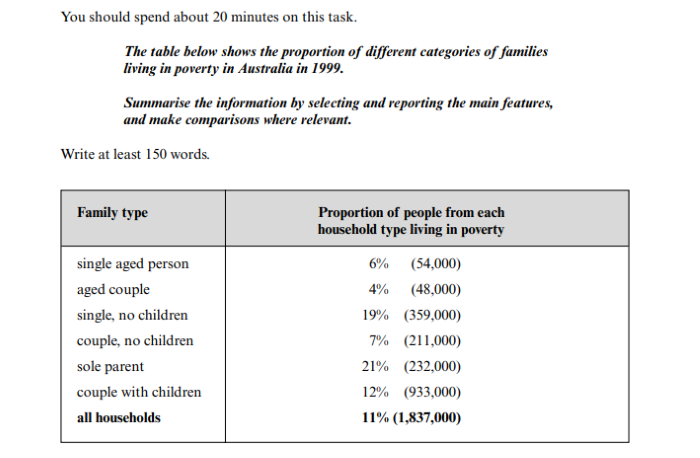 You should spend about 20 minutes on this task.
The table below shows the proportion of different categories of families
living in poverty in Australia in 1999.
Summarise the information by selecting and reporting the main features,
and make comparisons where relevant.
Write at least 150 words.
Family type
Proportion of people from each
household type living in poverty
single aged person 6% (54,000)
aged couple 4% (48,000)
single, no children 19% (359,000)
couple, no children 7% (211,000)
sole parent 21% (232,000)
couple with children 12% (933,000)
all households 11% (1,837,000)